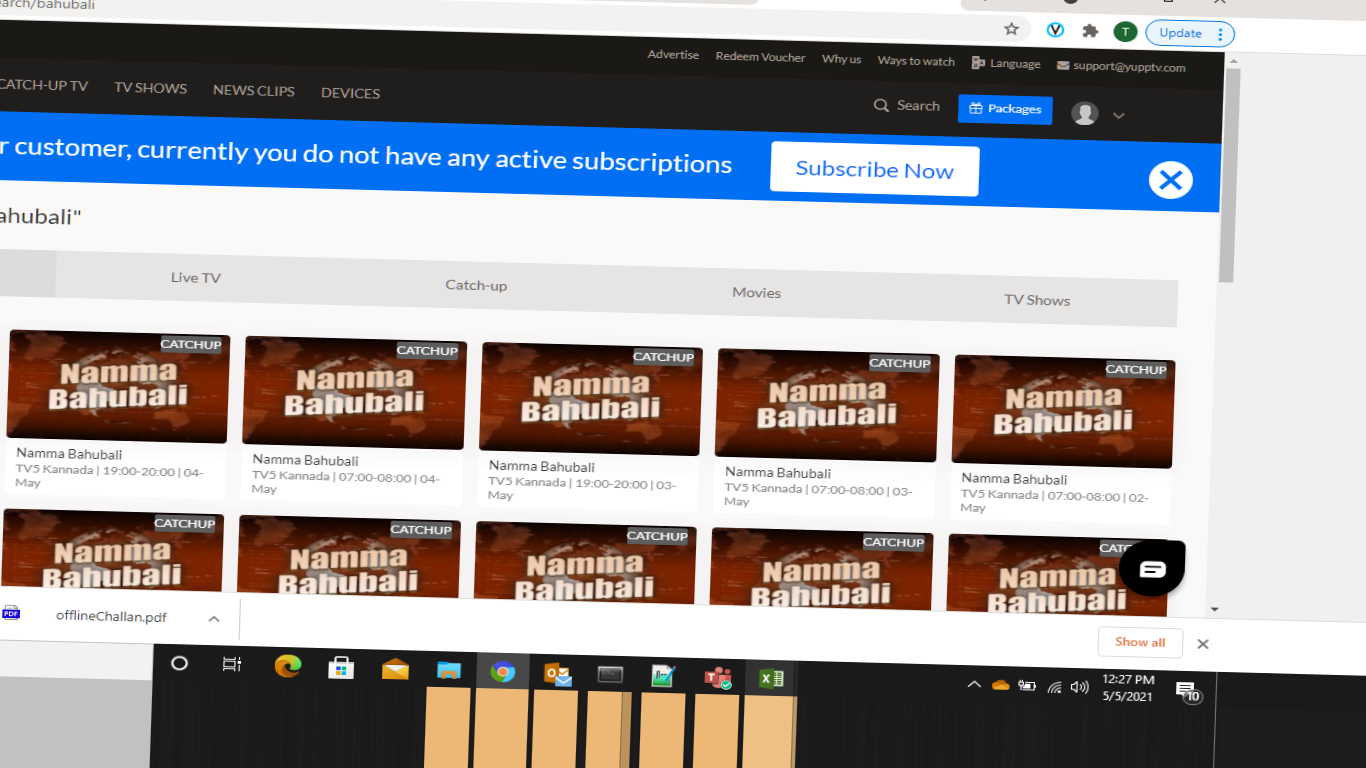 earch/bahubali
T
Update
Advertise Redeem Voucher Why us Ways to watch Language support@yupptv.com
CATCH-UP TV TV SHOWS NEWS CLIPS DEVICES Search Packages
r customer, currently you do not have any active subscriptions Subscribe Now
ahubali"
Live TV Catch-up Movies TV Shows
CATCHUP CATCHUP CATCHUP CATCHUP CATCHUP
Namma Namma Namma Namma Namma
Bahubali Bahubali Bahubali Bahubali Bahubali
Namma Bahubali Namma Bahubali Namma Bahubali Namma Bahubali Namma Bahubali
TV5 Kannada | 19:00-20:00 | 04- TV5 Kannada | 07:00-08:00 | 04- TV5 Kannada | 19:00-20:00 | 03- TV5 Kannada | 07:00-08:00 | 03- TV5 Kannada | 07:00-08:00 | 02-
May May May May May
CATCHUP CATCHUP CATCHUP CATCHUP CATC
Namma Namma Namma Namma Namma
Bahubali Bahubali Bahubali Bahubali Bahubali
PDF offlineChallan.pdf Show all
12:27 PM
5/5/2021
10